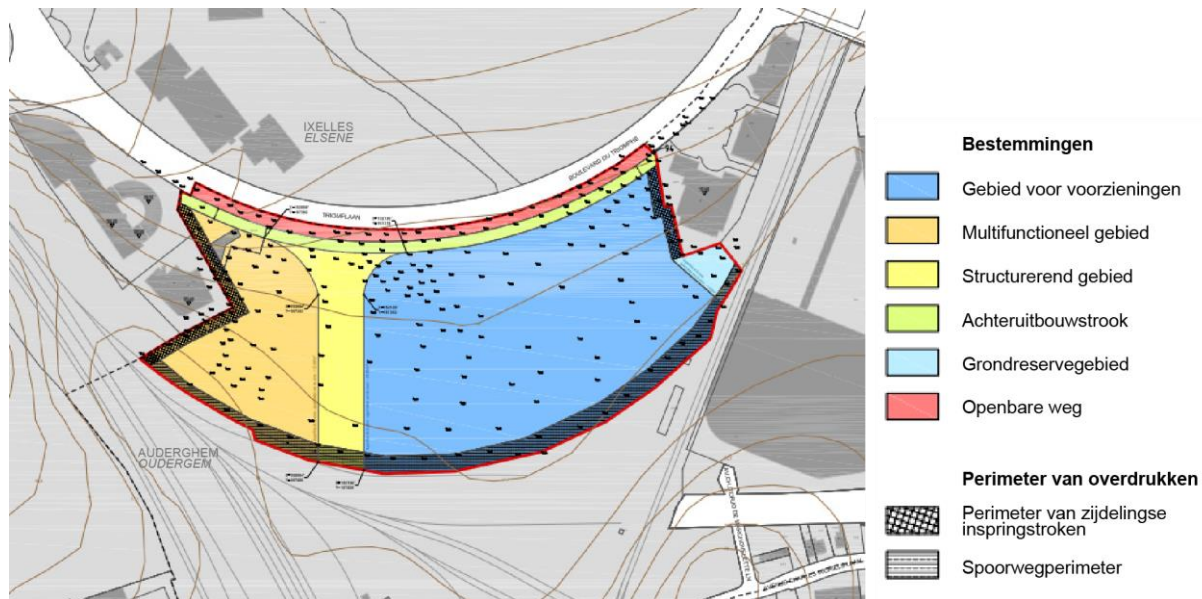 IXELLES
ELSENE
BOULEVARD DU TRIOMPHE
TRIOMFLAAN
AUDERGHEM
OUDERGEM
Bestemmingen
Gebied voor voorzieningen
Multifunctioneel gebied
Structurerend gebied
Achteruitbouwstrook
Grondreservegebied
Openbare weg
Perimeter van overdrukken
Perimeter van zijdelingse
inspringstroken
Spoorwegperimeter